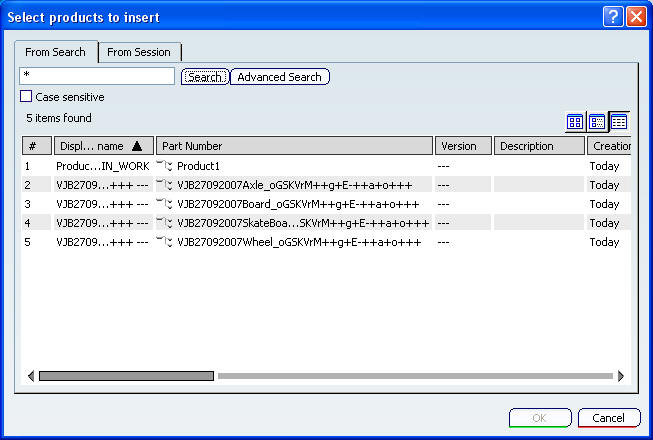 Select products to insert
From Search From Session
* Search Advanced Search
Case sensitive
5 items found
# Displ... name Part Number Version Description Creation
1 Produc...IN_WORK Product1 --- Today
2 VJB2709...+++ --- VJB27092007Axle_oGSKVrM++g+E-++a+o+++ --- Today
3 VJB2709...+++ --- VJB27092007Board_oGSKVrM++g+E-++a+o+++ --- Today
4 VJB2709...+++ --- VJB27092007SkateBoa...SKVrM++g+E-++a+o+++ --- Today
5 VJB2709...+++ --- VJB27092007Wheel_oGSKVrM++g+E-++a+o+++ --- Today
OK Cancel